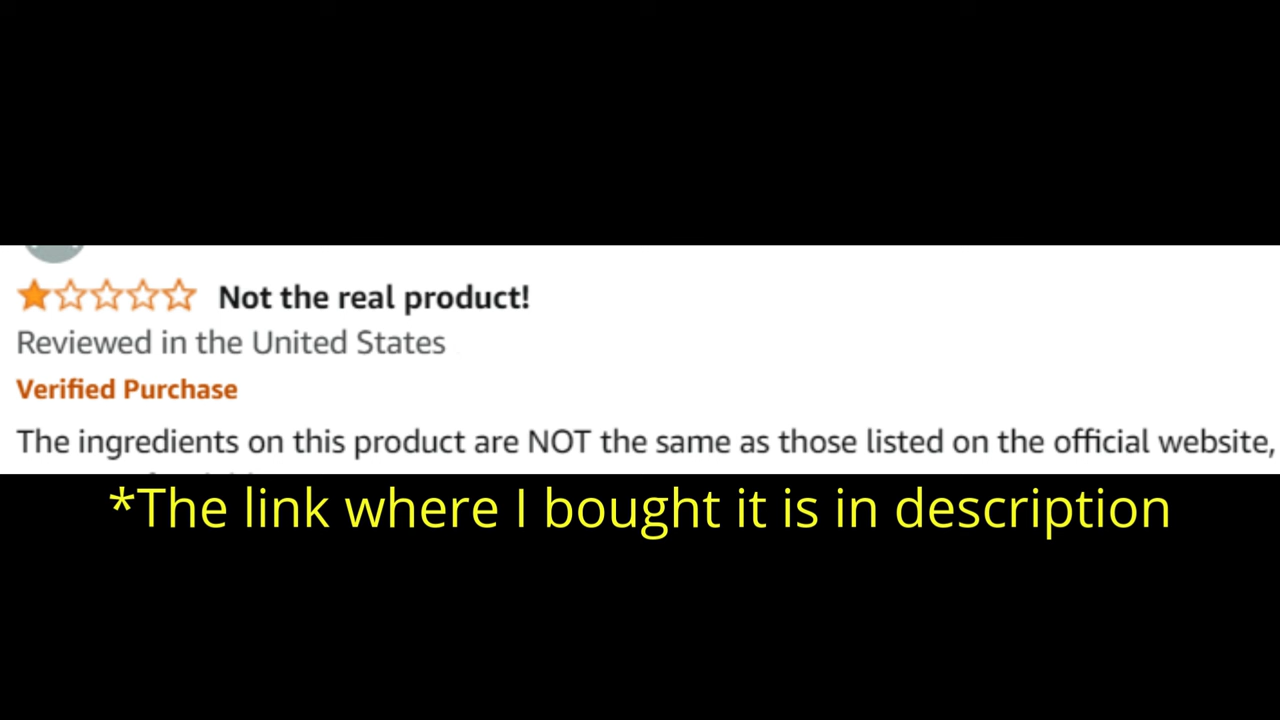 Not the real product!
Reviewed in the United States
Verified Purchase
The ingredients on this product are NOT the same as those listed on the official website,
*The link where I bought it is in description